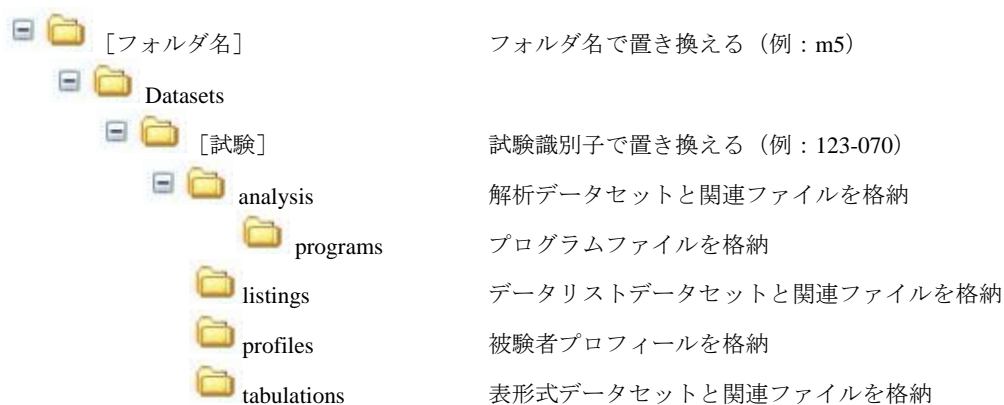 ［フォルダ名］ フォルダ名で置き換える（例：m5）
Datasets
［試験］ 試験識別子で置き換える（例：123-070）
analysis 解析データセットと関連ファイルを格納
programs プログラムファイルを格納
listings データリストデータセットと関連ファイルを格納
profiles 被験者プロフィールを格納
tabulations 表形式データセットと関連ファイルを格納